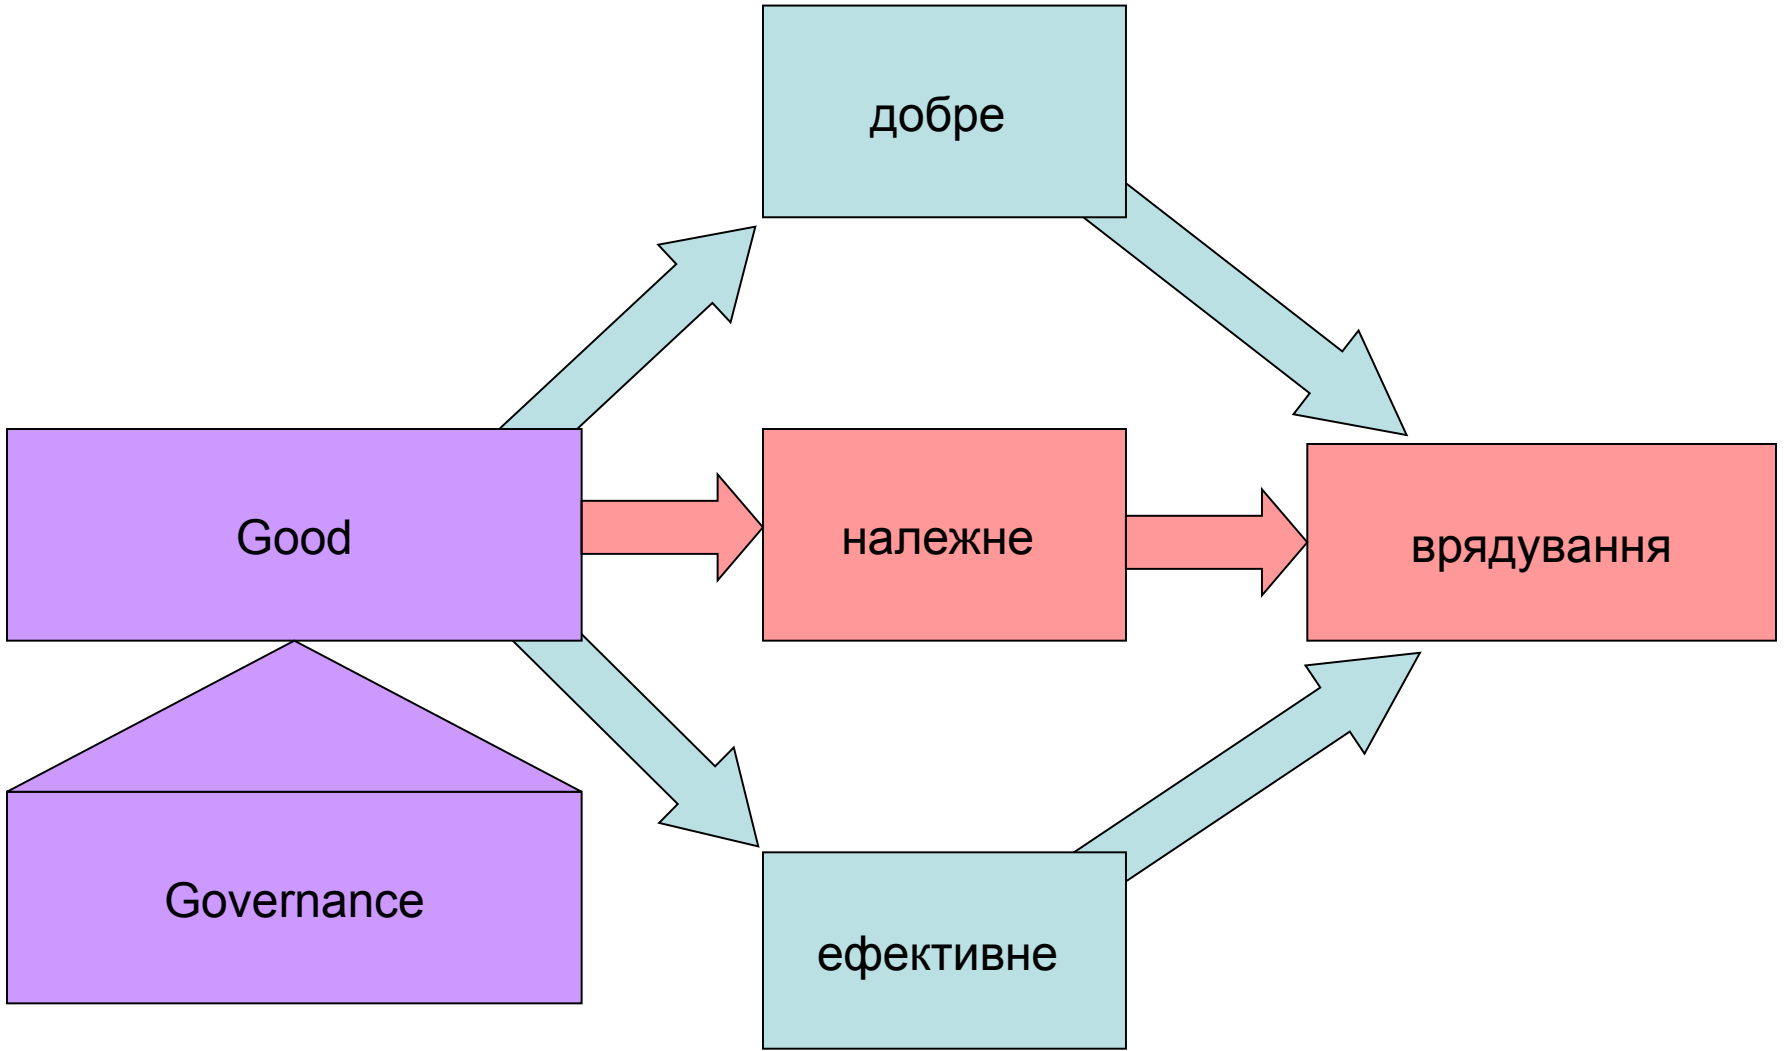 добре
Good
належне
врядування
Governance
ефективне